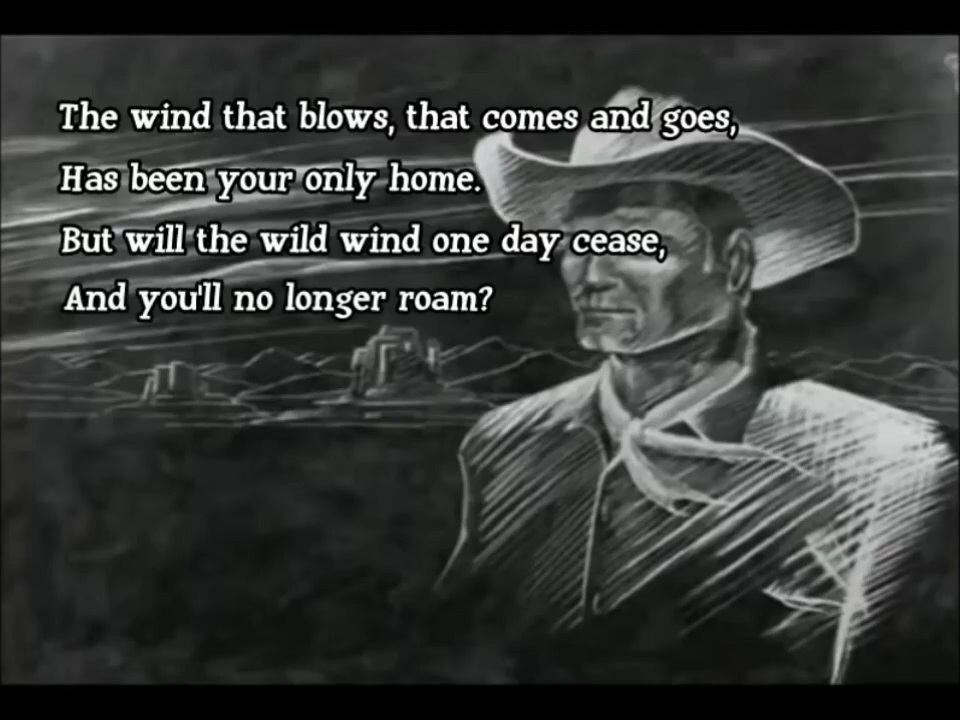 The wind that blows, that comes and goes,
Has been your only home.
But will the wild wind one day cease,
And you'll no longer roam?